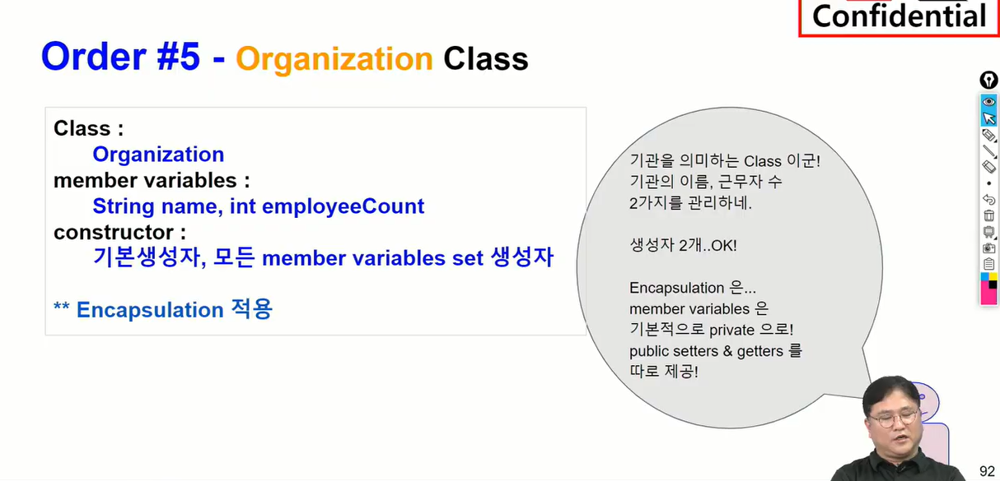 Confidential
Order #5 - Organization Class
Class :
Organization
member variables :
String name, int employeeCount
constructor :
기본생성자, 모든 member variables set 생성자
** Encapsulation 적용
기관을 의미하는 Class 이군!
기관의 이름, 근무자 수
2가지를 관리하네.
생성자 2개..OK!
Encapsulation 은...
member variables 은
기본적으로 private 으로!
public setters & getters 를
따로 제공!
92